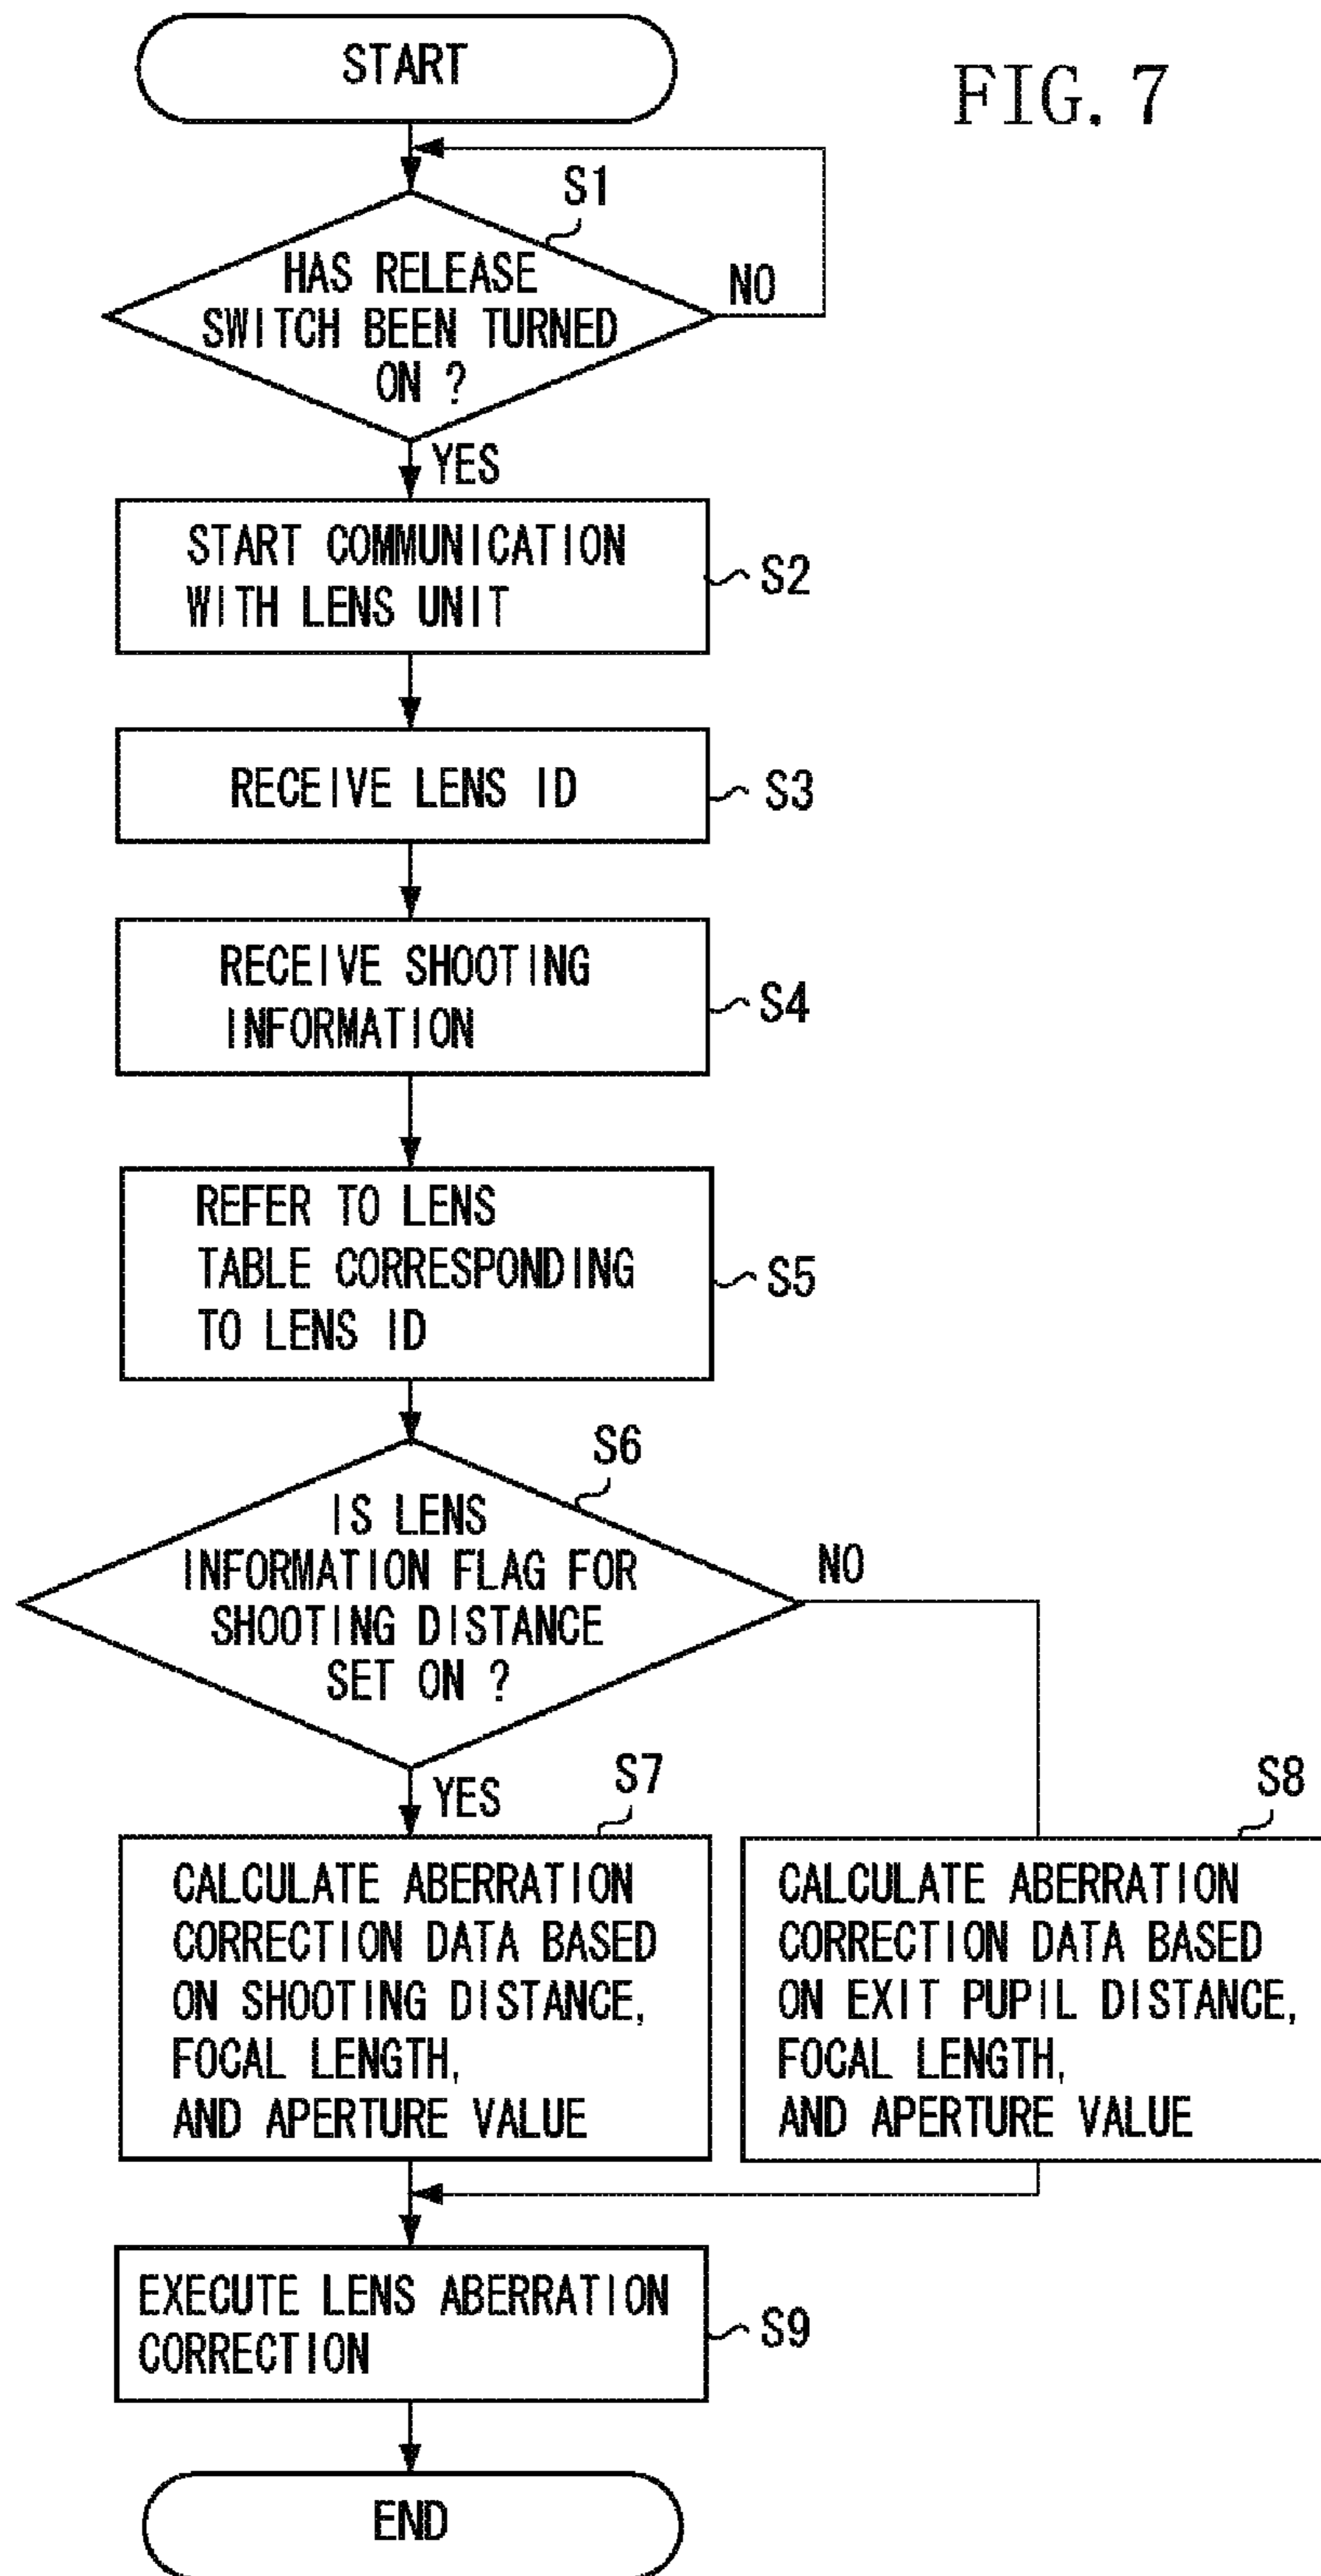 START
FIG. 7
S1
HAS RELEASE
SWITCH BEEN TURNED
ON ?
NO
YES
START COMMUNICATION
WITH LENS UNIT
S2
RECEIVE LENS ID
S3
RECEIVE SHOOTING
INFORMATION
S4
REFER TO LENS
TABLE CORRESPONDING
TO LENS ID
S5
S6
IS LENS
INFORMATION FLAG FOR
SHOOTING DISTANCE
SET ON ?
NO
YES
S7
CALCULATE ABERRATION
CORRECTION DATA BASED
ON SHOOTING DISTANCE,
FOCAL LENGTH,
AND APERTURE VALUE
S8
CALCULATE ABERRATION
CORRECTION DATA BASED
ON EXIT PUPIL DISTANCE,
FOCAL LENGTH,
AND APERTURE VALUE
EXECUTE LENS ABERRATION
CORRECTION
S9
END